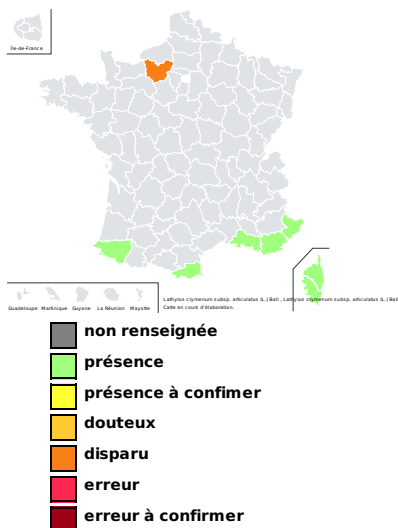 Île-de-France
Guadeloupe Martinique Guyane La Réunion Mayotte
Lathyrus clymenum subsp. articulatus (L.) Ball , Lathyrus clymenum subsp. articulatus (L.) Ball
Carte en cours d'élaboration.
non renseignée
présence
présence à confimer
douteux
disparu
erreur
erreur à confirmer